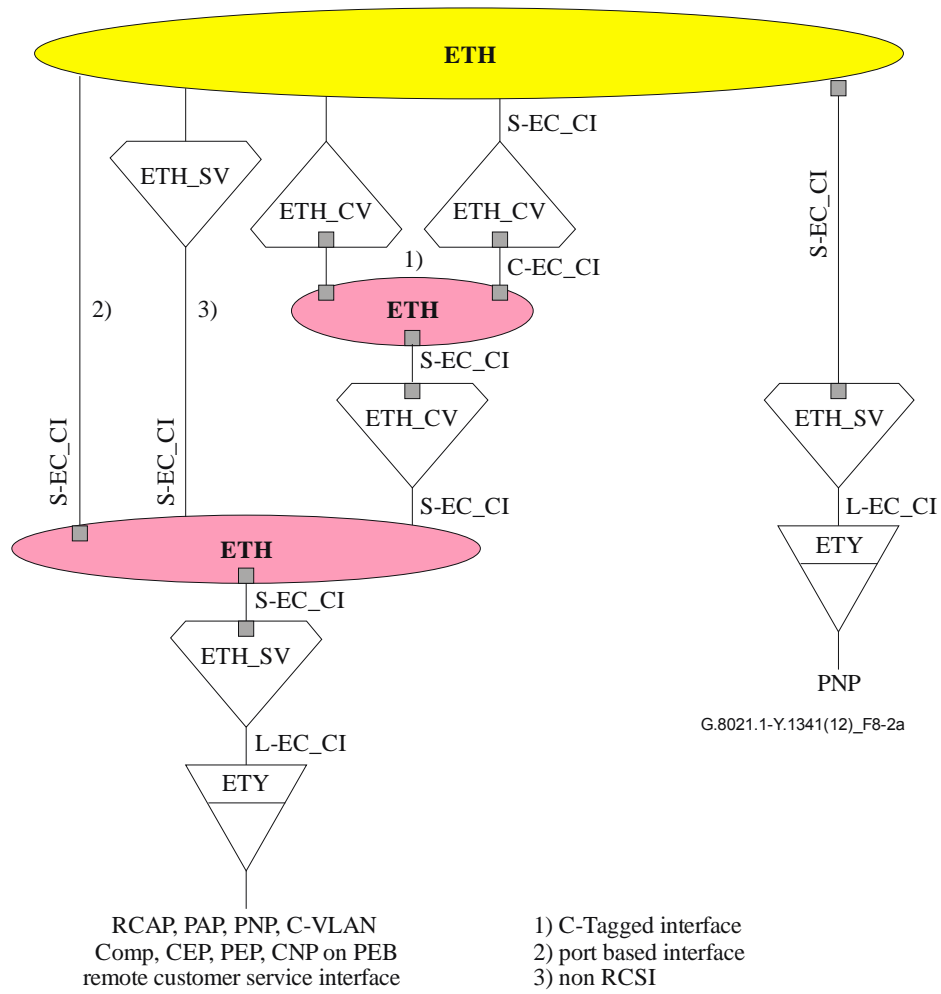 ETH
S-EC_CI
ETH_SV
ETH_CV
ETH_CV
S-EC_CI
1)
C-EC_CI
2)
3)
ETH
S-EC_CI
ETH_CV
ETH_SV
S-EC_CI
S-EC_CI
S-EC_CI
L-EC_CI
ETH
ETY
S-EC_CI
ETH_SV
PNP
G.8021.1-Y.1341(12)_F8-2a
L-EC_CI
ETY
RCAP, PAP, PNP, C-VLAN
Comp, CEP, PEP, CNP on PEB
remote customer service interface
1) C-Tagged interface
2) port based interface
3) non RCSI